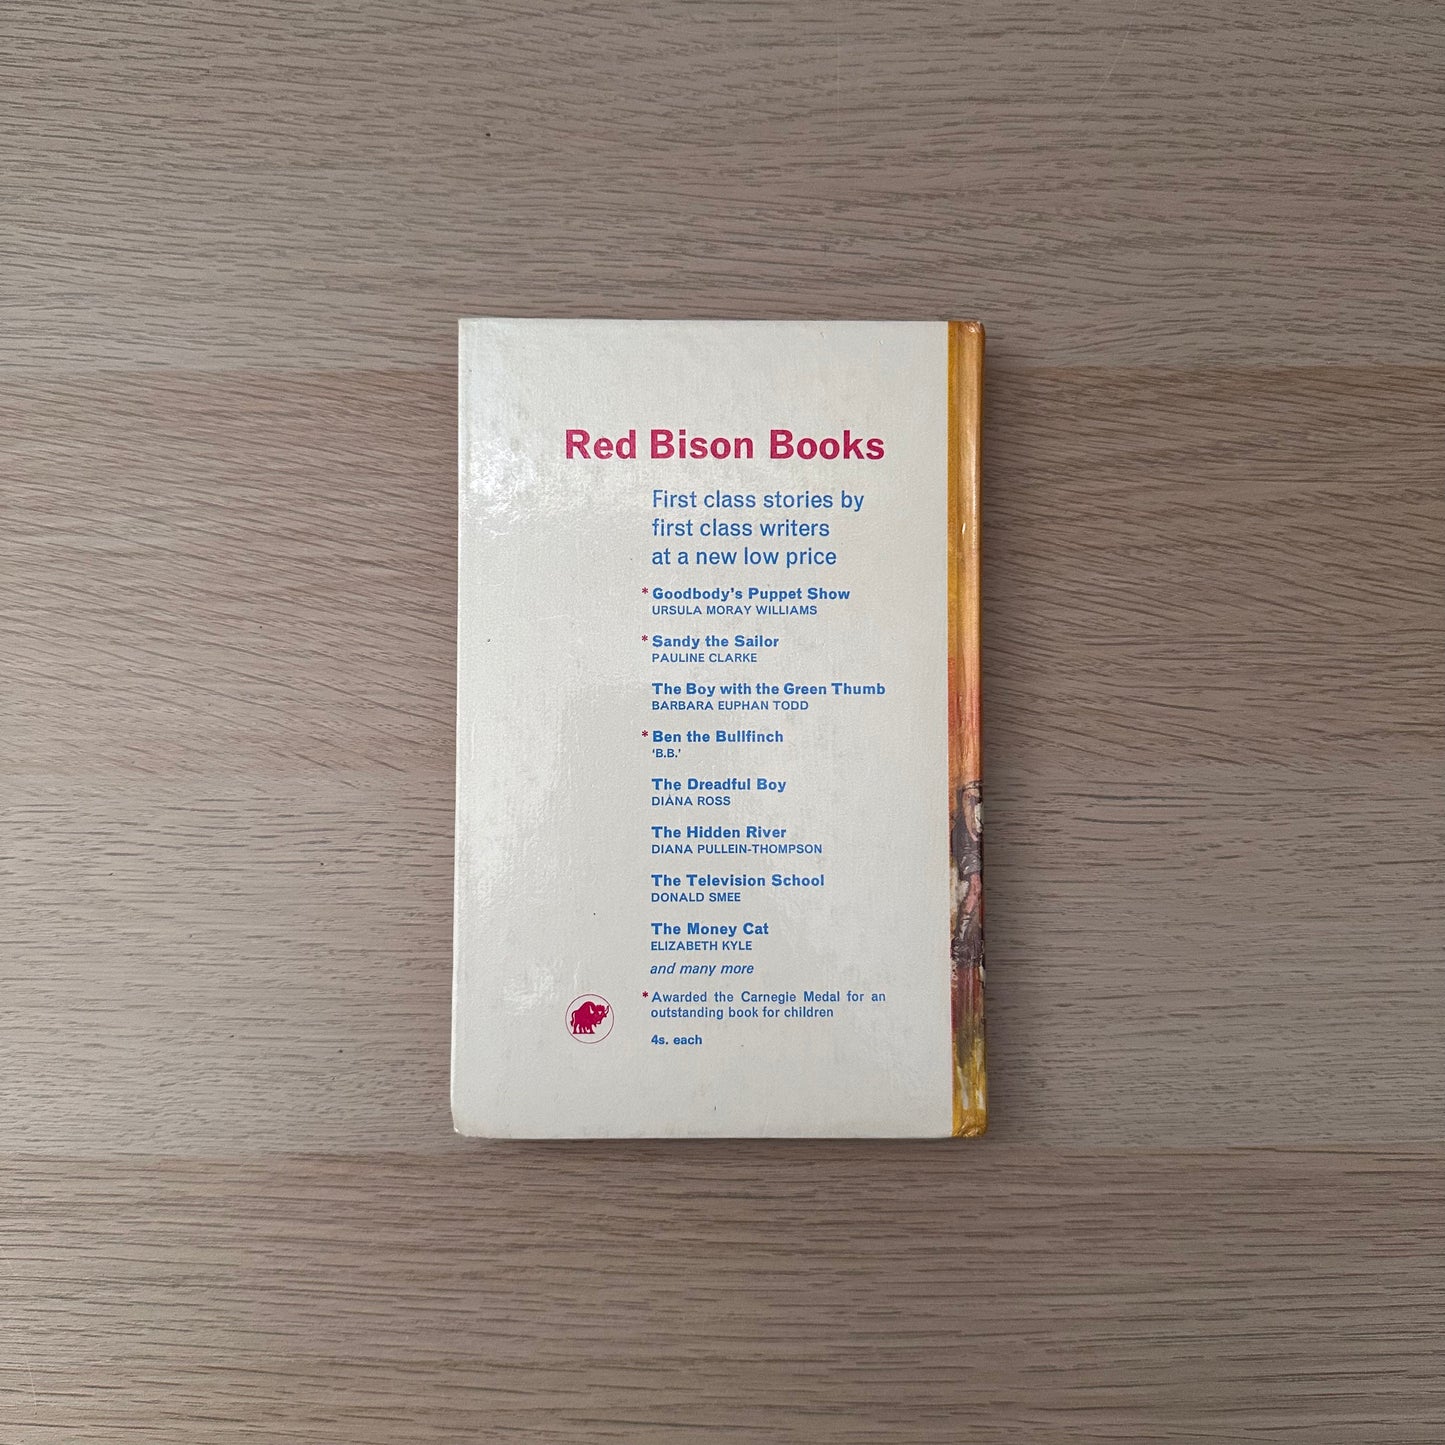 Red Bison Books
First class stories by
first class writers
at a new low price
* Goodbody's Puppet Show
URSULA MORAY WILLIAMS
* Sandy the Sailor
PAULINE CLARKE
The Boy with the Green Thumb
BARBARA EUPHAN TODD
* Ben the Bullfinch
'B.B.'
The Dreadful Boy
DIANA ROSS
The Hidden River
DIANA PULLEIN-THOMPSON
The Television School
DONALD SMEE
The Money Cat
ELIZABETH KYLE
and many more
* Awarded the Carnegie Medal for an
outstanding book for children
4s. each